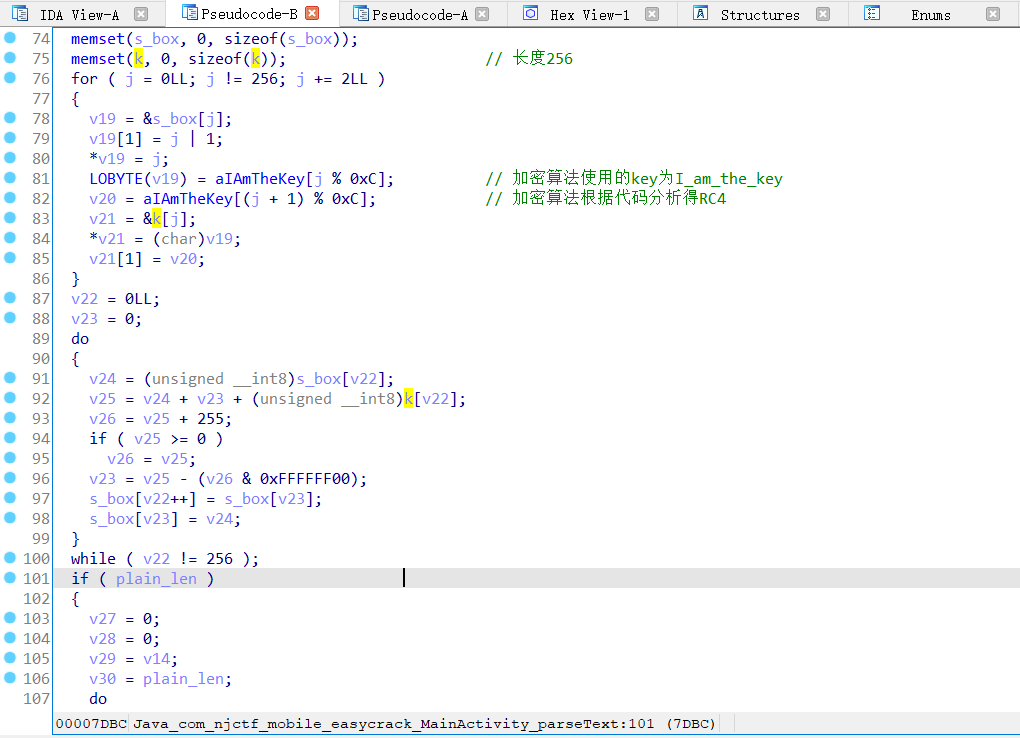 IDA View-A Pseudocode-B Pseudocode-A Hex View-1 Structures Enums
74 memset(s_box, 0, sizeof(s_box));
75 memset(k, 0, sizeof(k)); // 长度256
76 for ( j = 0LL; j != 256; j += 2LL )
77 {
78 v19 = &s_box[j];
79 v19[1] = j | 1;
80 *v19 = j;
81 LOBYTE(v19) = aIAmTheKey[j % 0xC]; // 加密算法使用的key为I_am_the_key
82 v20 = aIAmTheKey[(j + 1) % 0xC]; // 加密算法根据代码分析得RC4
83 v21 = &k[j];
84 *v21 = (char)v19;
85 v21[1] = v20;
86 }
87 v22 = 0LL;
88 v23 = 0;
89 do
90 {
91 v24 = (unsigned __int8)s_box[v22];
92 v25 = v24 + v23 + (unsigned __int8)k[v22];
93 v26 = v25 + 255;
94 if ( v25 >= 0 )
95 v26 = v25;
96 v23 = v25 - (v26 & 0xFFFFFF00);
97 s_box[v22++] = s_box[v23];
98 s_box[v23] = v24;
99 }
100 while ( v22 != 256 );
101 if ( plain_len )
102 {
103 v27 = 0;
104 v28 = 0;
105 v29 = v14;
106 v30 = plain_len;
107 do
00007DBC Java_com_njctf_mobile_easycrack_MainActivity_parseText:101 (7DBC)